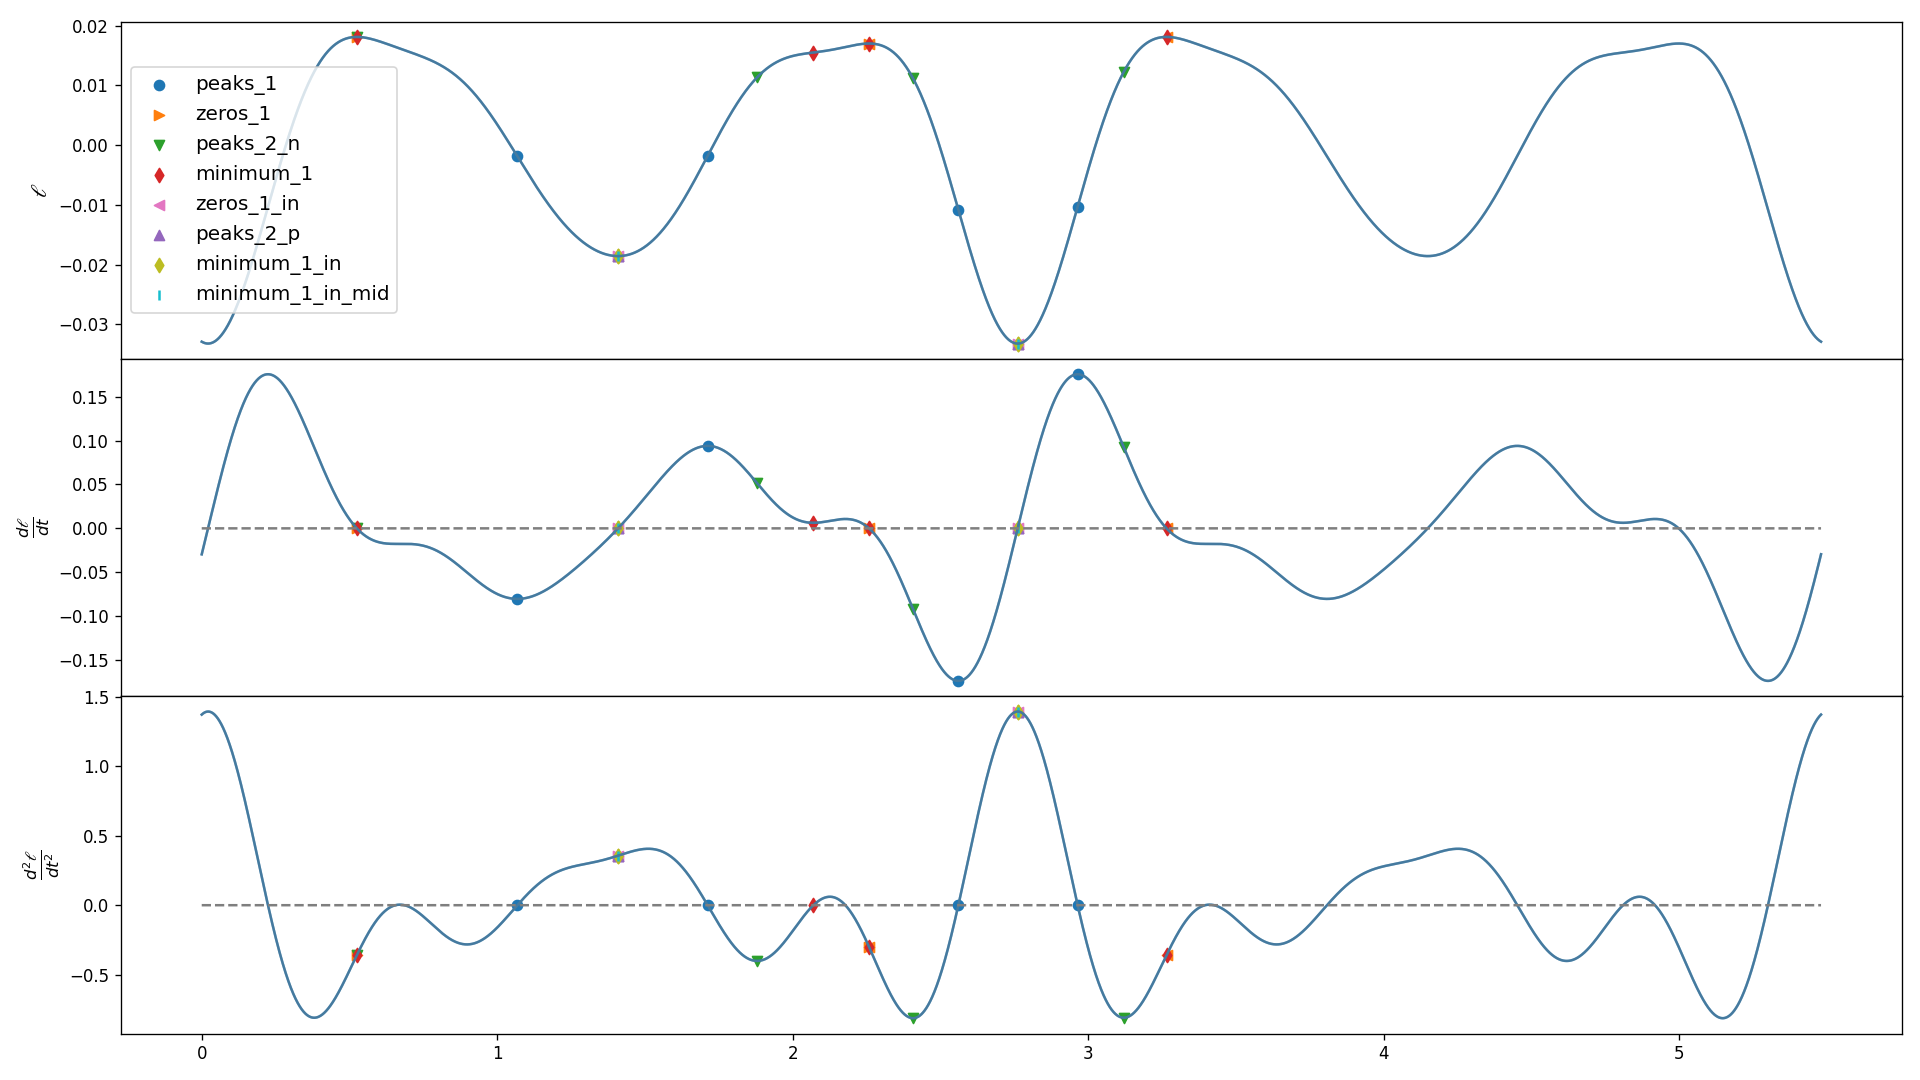 0.02
0.01
0.00
−0.01
−0.02
−0.03
ℓ
peaks_1
zeros_1
peaks_2_n
minimum_1
zeros_1_in
peaks_2_p
minimum_1_in
minimum_1_in_mid
0.15
0.10
0.05
0.00
−0.05
−0.10
−0.15
dℓ/dt
1.5
1.0
0.5
0.0
−0.5
d²ℓ/dt²
0 1 2 3 4 5